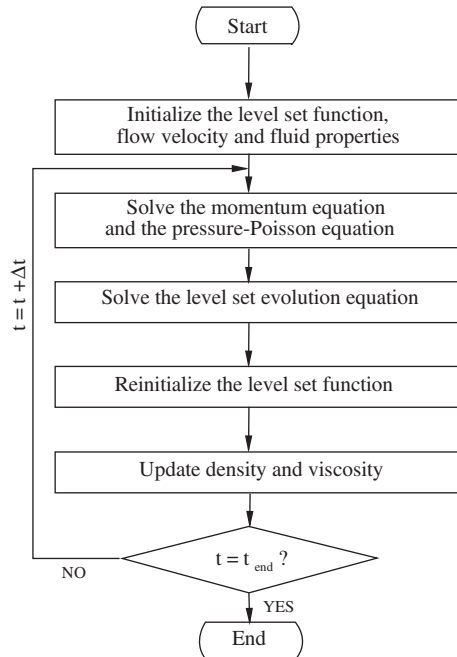 Start
Initialize the level set function,
flow velocity and fluid properties
Solve the momentum equation
and the pressure-Poisson equation
t = t +Δt
Solve the level set evolution equation
Reinitialize the level set function
Update density and viscosity
t = t end ?
NO
YES
End